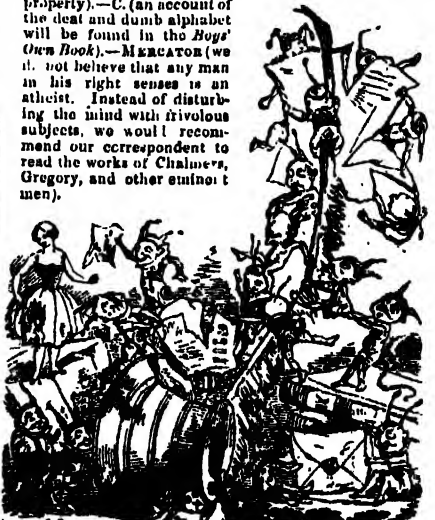 properly).—C. (an account of
the deaf and dumb alphabet
will be found in the Boys'
Own Book).—MERCATOR (we
do not believe that any man
in his right senses is an
atheist. Instead of disturb-
ing the mind with frivolous
subjects, we would recom-
mend our correspondent to
read the works of Chalmers,
Gregory, and other eminent
men).